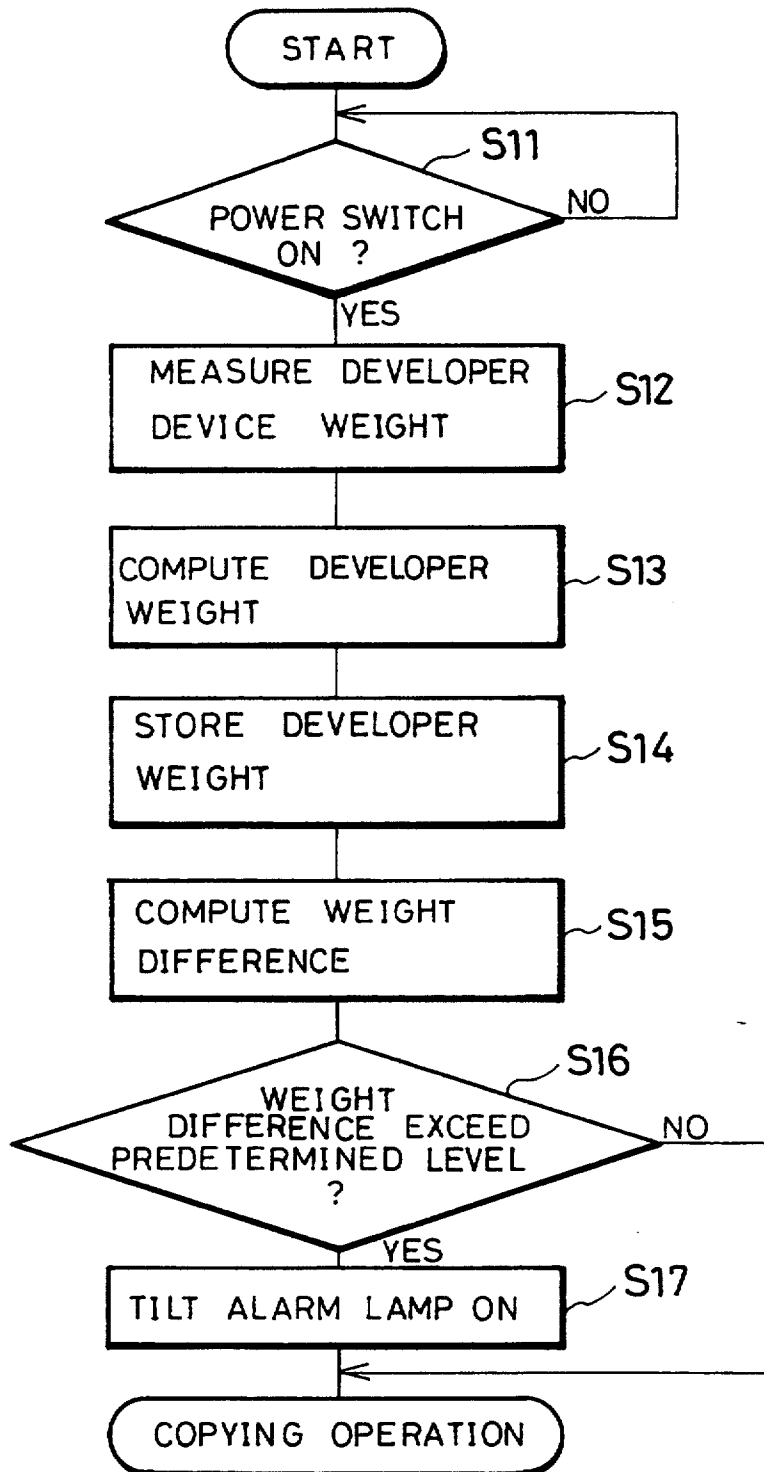 START
S11
POWER SWITCH
ON ?
NO
YES
MEASURE DEVELOPER
DEVICE WEIGHT
S12
COMPUTE DEVELOPER
WEIGHT
S13
STORE DEVELOPER
WEIGHT
S14
COMPUTE WEIGHT
DIFFERENCE
S15
S16
WEIGHT
DIFFERENCE EXCEED
PREDETERMINED LEVEL
?
NO
YES
TILT ALARM LAMP ON
S17
COPYING OPERATION